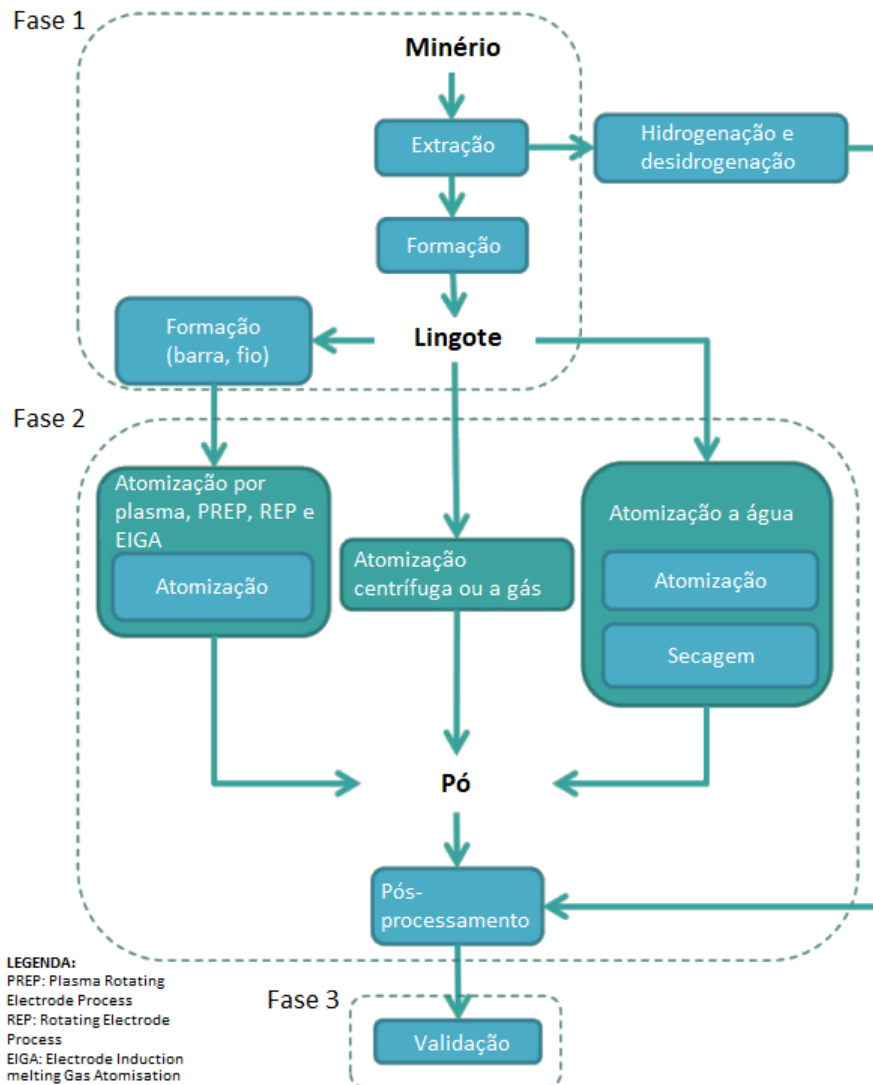 Fase 1
Minério
Extração
Hidrogenação e
desidrogenação
Formação
Formação
(barra, fio)
Lingote
Fase 2
Atomização por
plasma, PREP, REP e
EIGA
Atomização
Atomização
centrífuga ou a gás
Atomização a água
Atomização
Secagem
Pó
Pós-
processamento
LEGENDA:
PREP: Plasma Rotating
Electrode Process
REP: Rotating Electrode
Process
EIGA: Electrode Induction
melting Gas Atomisation
Fase 3
Validação